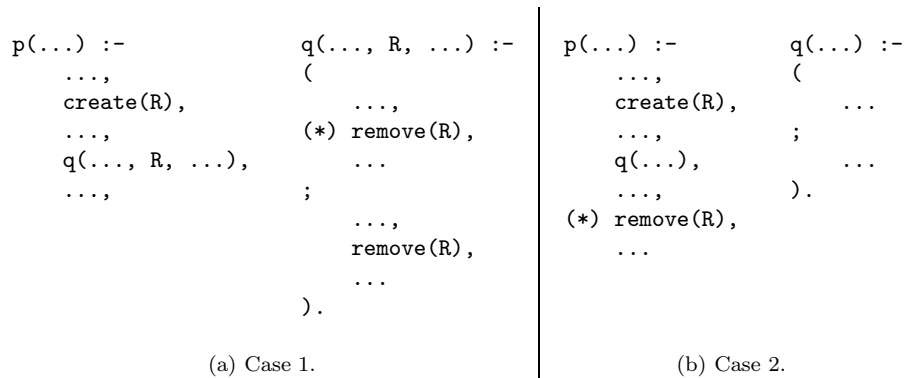 p(...) :-
...,
create(R),
...,
q(..., R, ...),
...,
q(..., R, ...) :-
(
...,
(*) remove(R),
...
;
...,
remove(R),
...
).
(a) Case 1.
p(...) :-
...,
create(R),
...,
q(...),
...,
(*) remove(R),
...
q(...) :-
(
...
;
...
).
(b) Case 2.